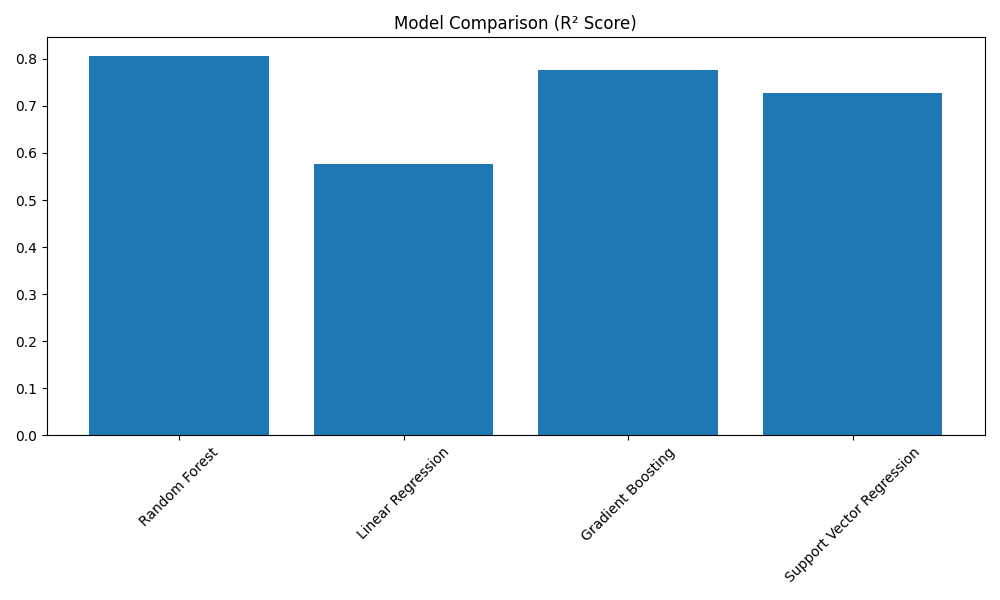 Model Comparison (R² Score)
0.8
0.7
0.6
0.5
0.4
0.3
0.2
0.1
0.0
Random Forest
Linear Regression
Gradient Boosting
Support Vector Regression